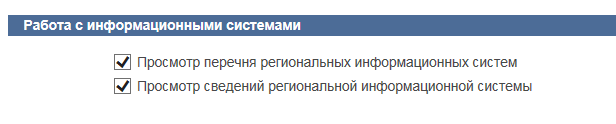 Работа с информационными системами
Просмотр перечня региональных информационных систем
Просмотр сведений региональной информационной системы